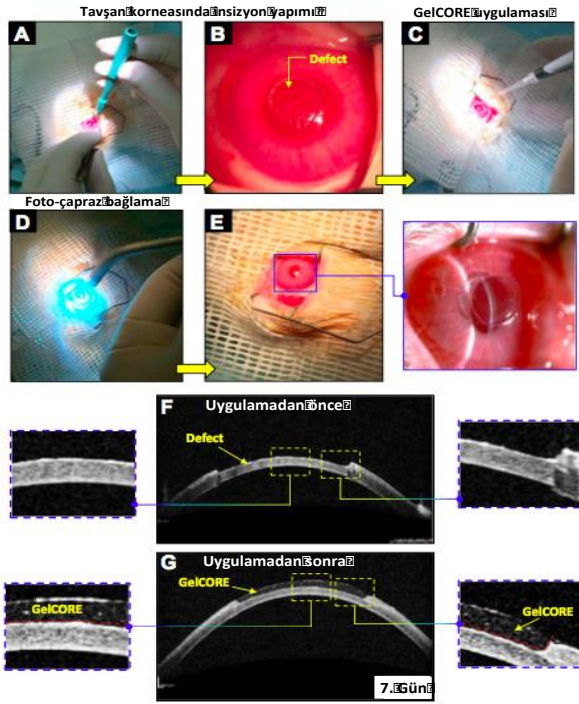 Tavşan korneasında insizyon yapımı
GelCORE uygulaması
A
B
Defect
C
Foto-çapraz bağlama
D
E
F
Uygulamadan önce
Defect
G
Uygulamadan sonra
GelCORE
GelCORE
GelCORE
7. Gün